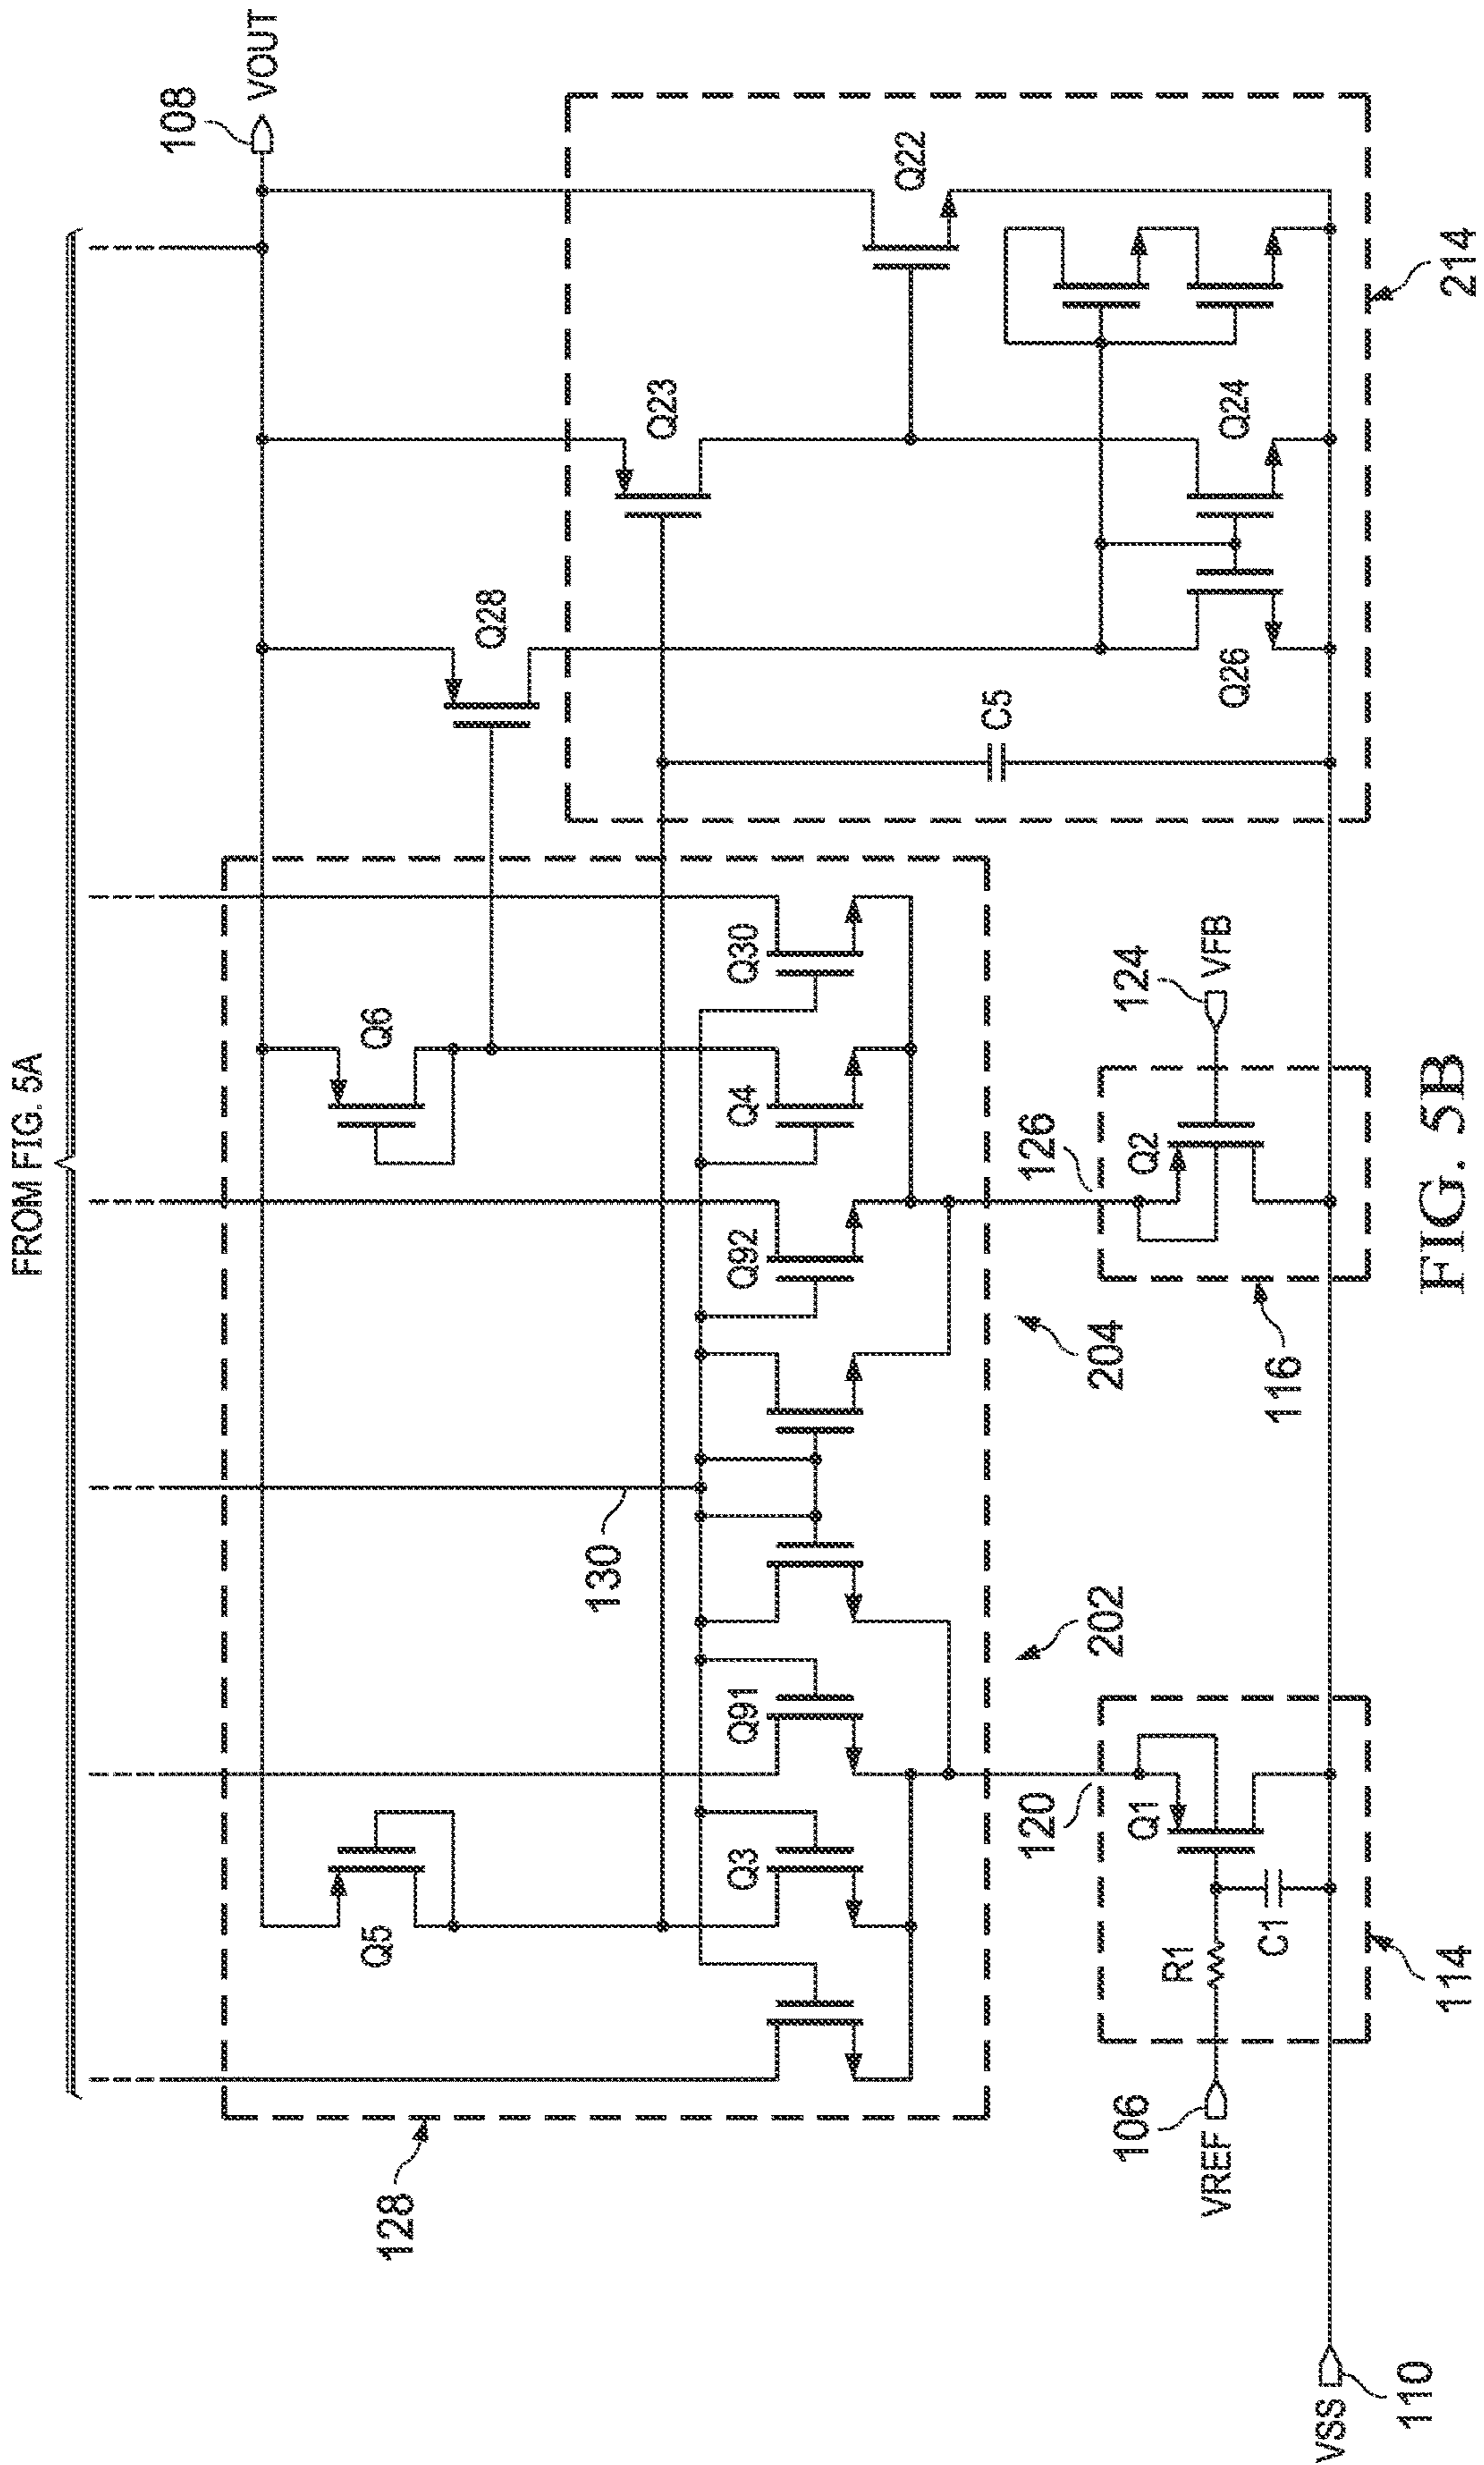 FROM FIG. 5A
108
VOUT
128
Q5
Q6
Q28
Q23
Q22
130
Q3
Q91
Q92
Q4
Q30
C5
Q26
Q24
202
204
214
120
126
106
VREF
R1
C1
Q1
114
Q2
116
124
VFB
VSS
110
FIG. 5B